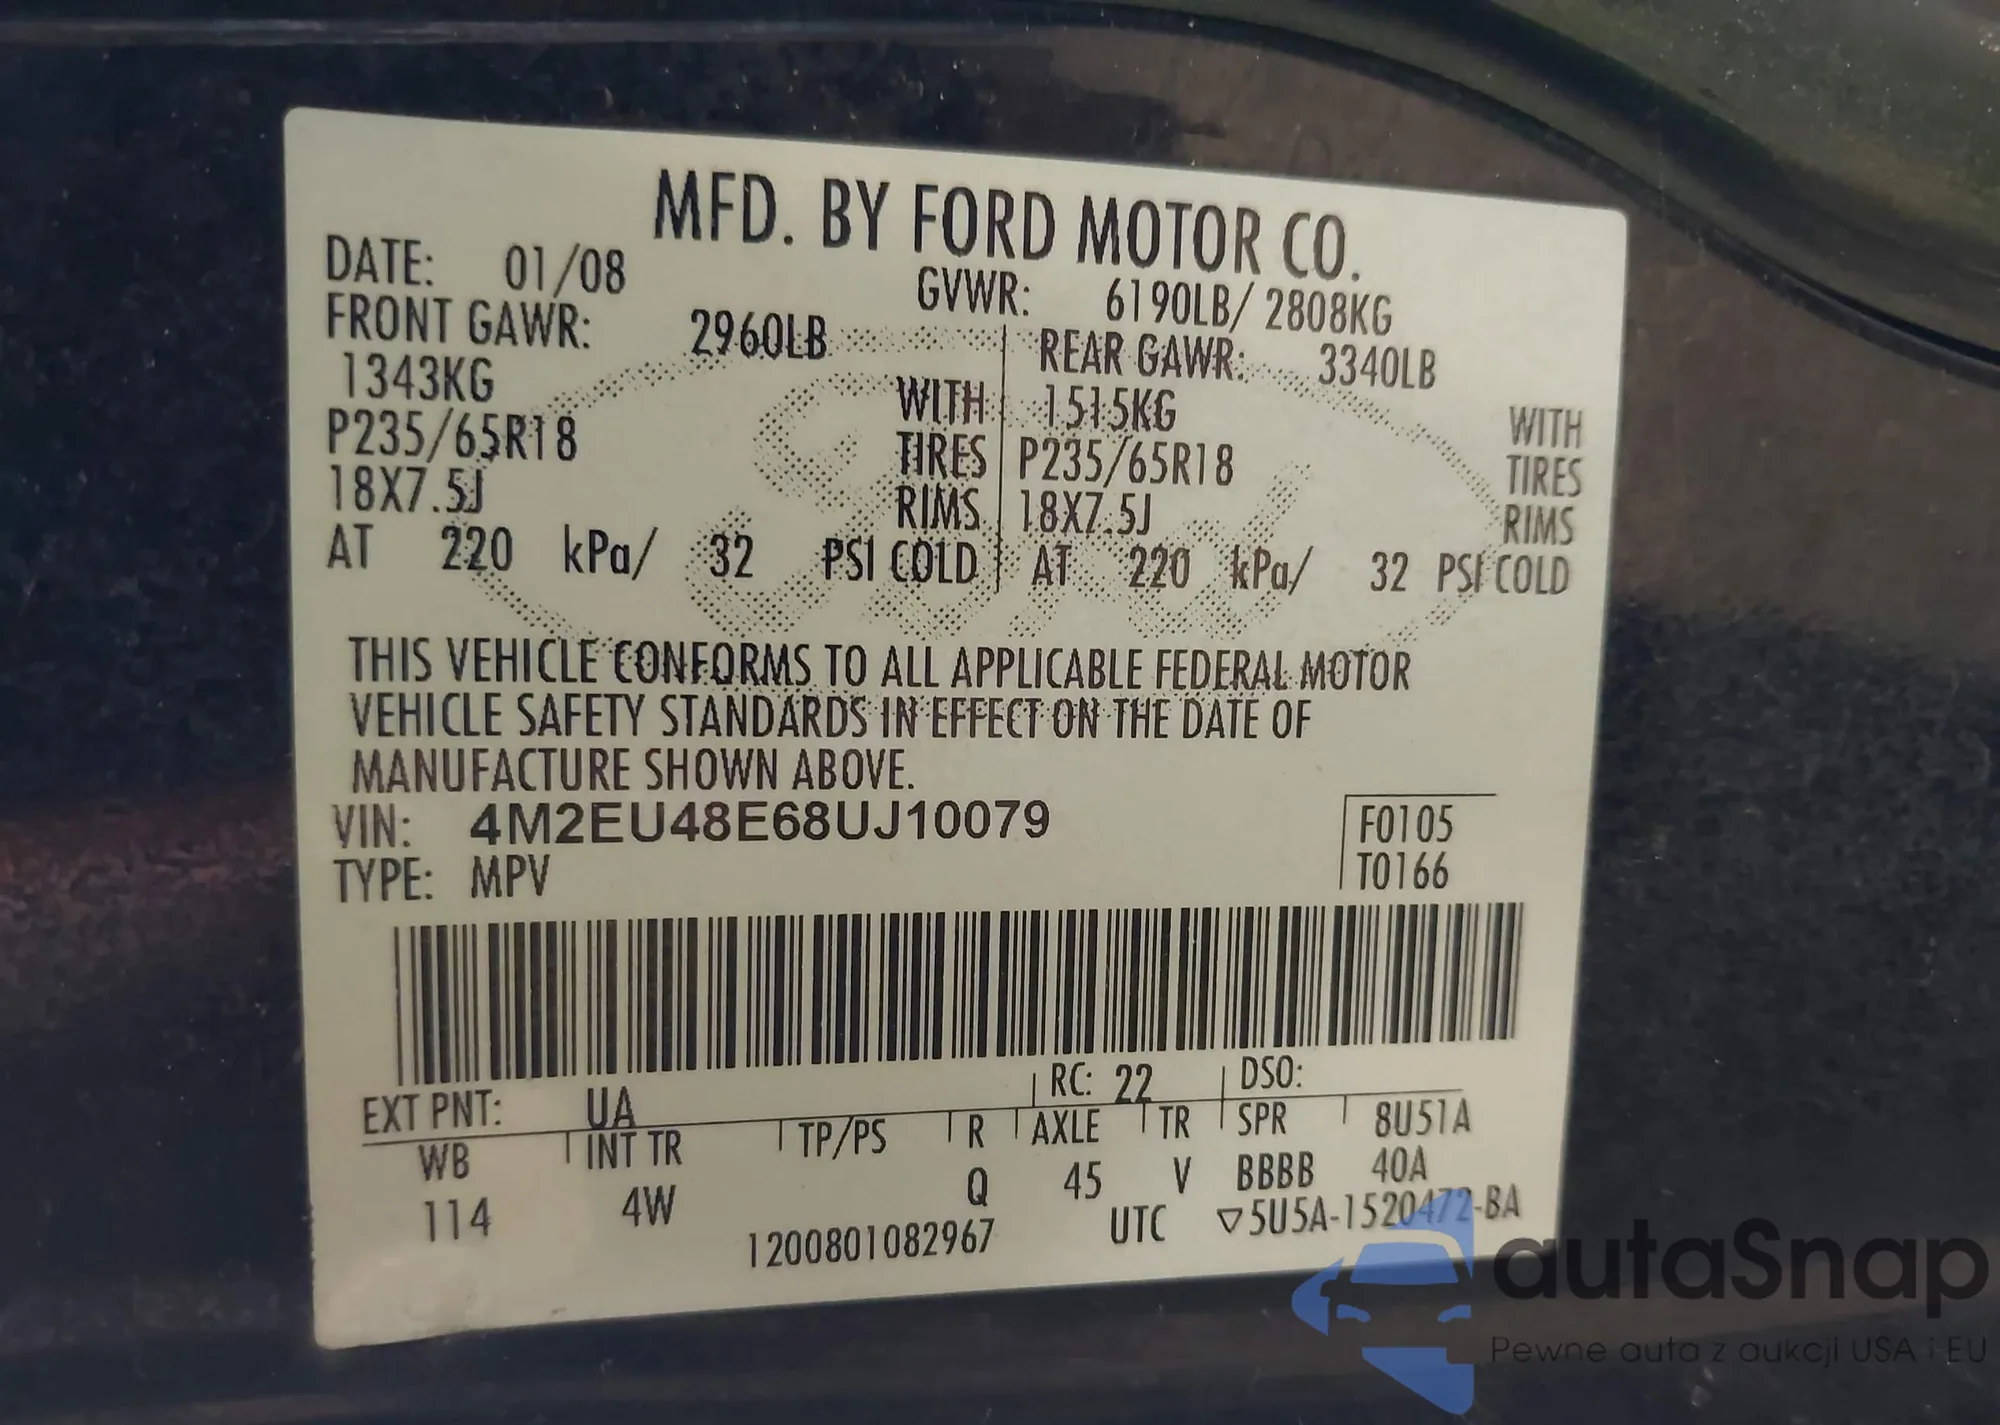 MFD. BY FORD MOTOR CO.
DATE: 01/08 GVWR: 6190LB/ 2808KG
FRONT GAWR: 2960LB REAR GAWR: 3340LB
1343KG WITH 1515KG WITH
P235/65R18 TIRES P235/65R18 TIRES
18X7.5J RIMS 18X7.5J RIMS
AT 220 kPa/ 32 PSI COLD AT 220 kPa/ 32 PSI COLD
THIS VEHICLE CONFORMS TO ALL APPLICABLE FEDERAL MOTOR
VEHICLE SAFETY STANDARDS IN EFFECT ON THE DATE OF
MANUFACTURE SHOWN ABOVE.
VIN: 4M2EU48E68UJ10079 F0105
TYPE: MPV T0166
EXT PNT: UA RC: 22 DSO:
WB INT TR TP/PS R AXLE TR SPR 8U51A
114 4W Q 45 V BBBB 40A
1200801082967 UTC ▽5U5A-1520472-BA
autaSnap
Pewne auta z aukcji USA i EU